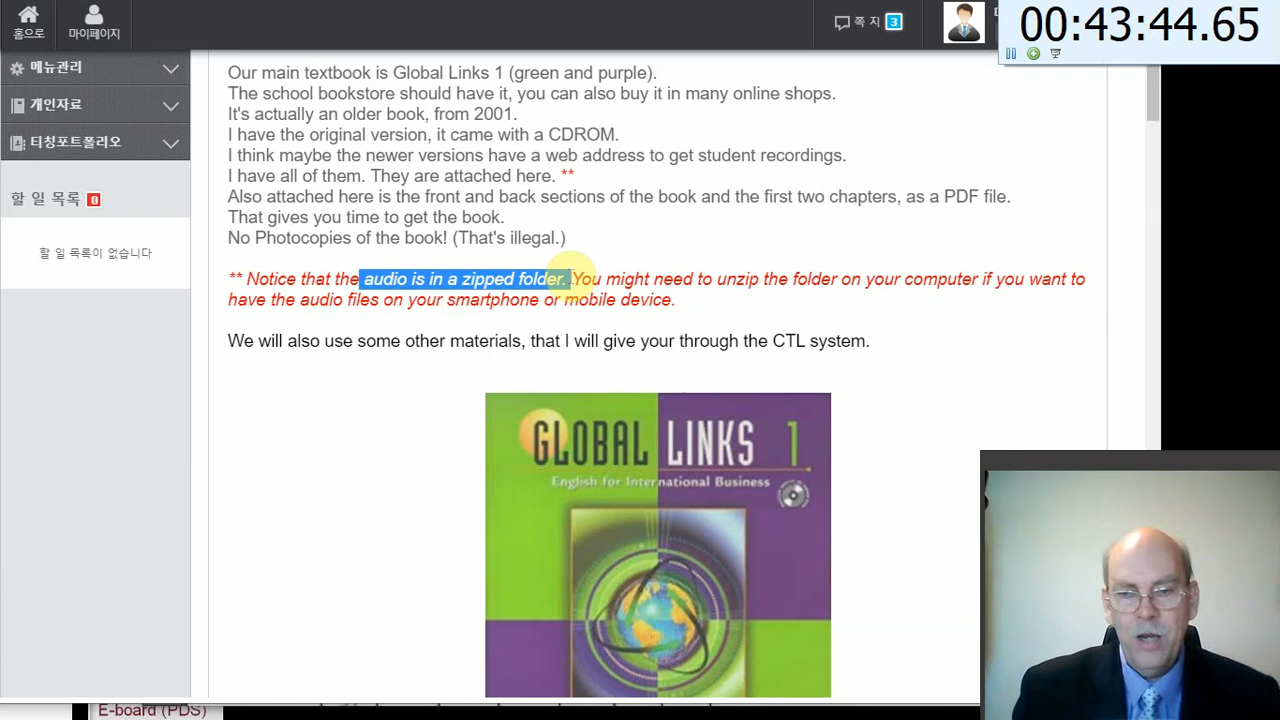 00:43:44.65
홈으로
마이페이지
쪽 지 3
메뉴관리
개인자료
티칭포트폴리오
할 일 목록 0
할 일 목록이 없습니다
Our main textbook is Global Links 1 (green and purple).
The school bookstore should have it, you can also buy it in many online shops.
It's actually an older book, from 2001.
I have the original version, it came with a CDROM.
I think maybe the newer versions have a web address to get student recordings.
I have all of them. They are attached here. **
Also attached here is the front and back sections of the book and the first two chapters, as a PDF file.
That gives you time to get the book.
No Photocopies of the book! (That's illegal.)
** Notice that the audio is in a zipped folder. You might need to unzip the folder on your computer if you want to
have the audio files on your smartphone or mobile device.
We will also use some other materials, that I will give your through the CTL system.
GLOBAL LINKS 1
English for International Business
E-board (PDS)